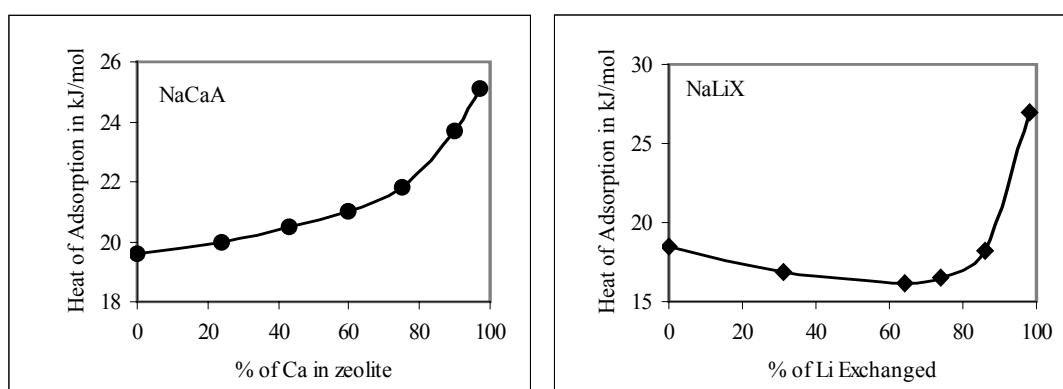 NaCaA
Heat of Adsorption in kJ/mol
26
24
22
20
18
0 20 40 60 80 100
% of Ca in zeolite
NaLiX
Heat of Adsorption in kJ/mol
30
25
20
15
0 20 40 60 80 100
% of Li Exchanged